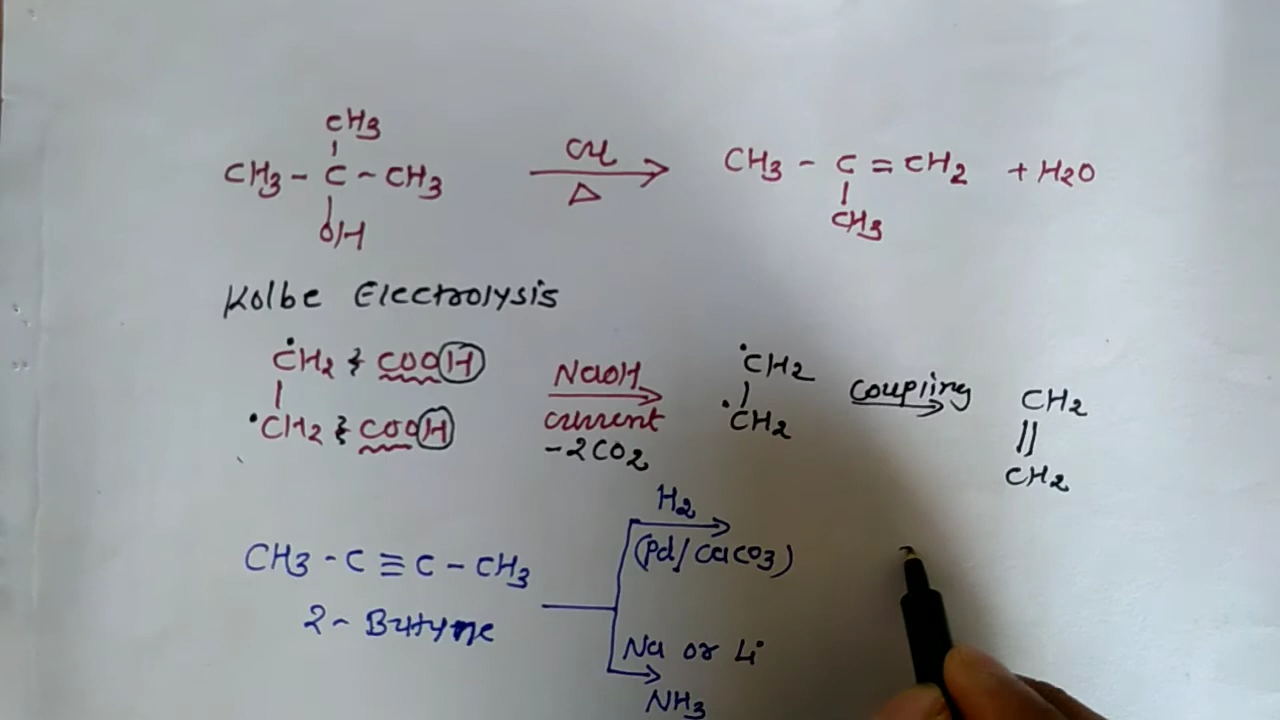 CH3
CH3 - C - CH3 Cu CH3 - C = CH2 + H2O
Δ
OH CH3
Kolbe Electrolysis
•CH2 COOH NaOH •CH2 Coupling CH2
•CH2 COOH current •CH2 ||
-2CO2 CH2
H2
CH3 - C ≡ C - CH3 (Pd/CaCO3)
2- Butyne
Na or Li
NH3